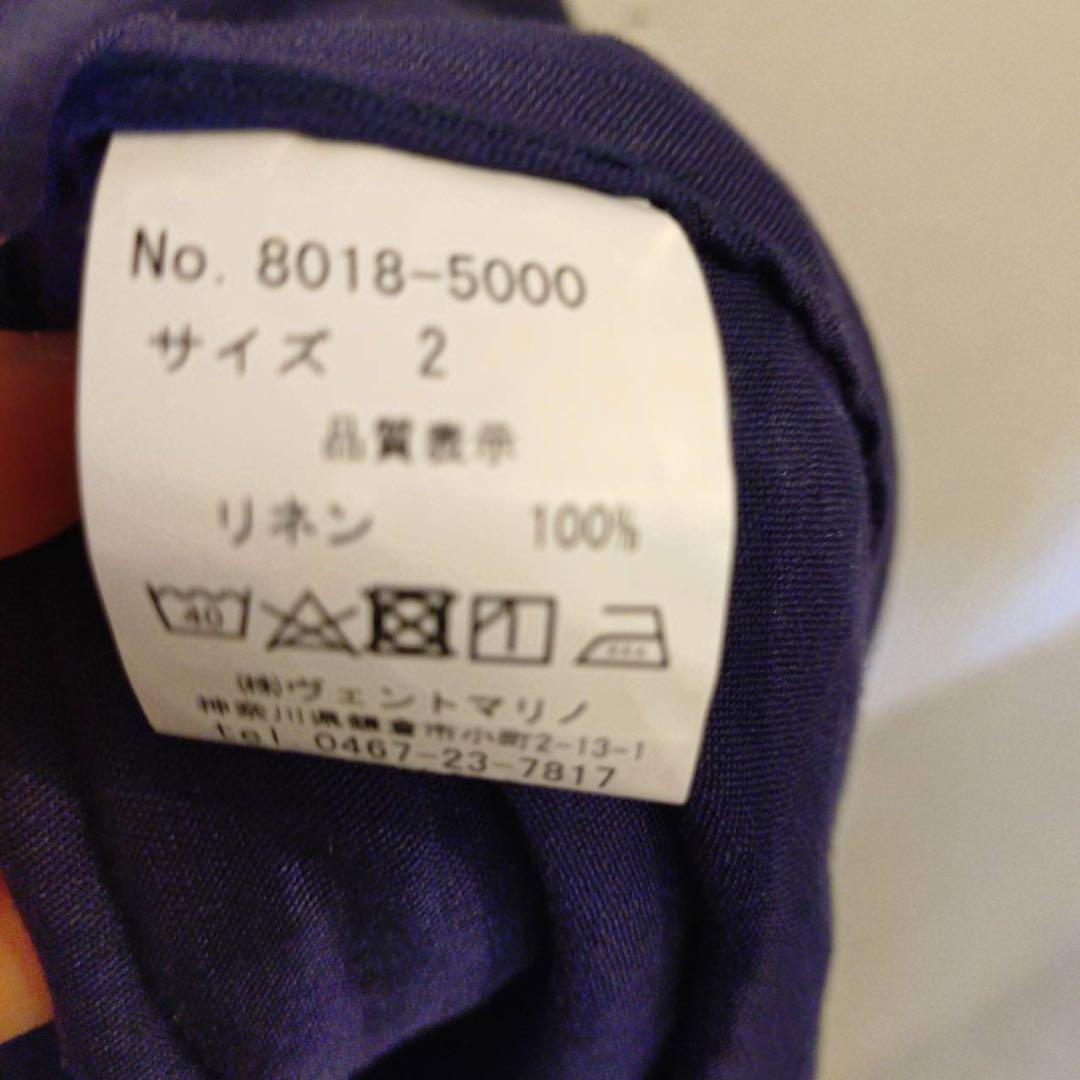 No. 8018-5000
サイズ 2
品質表示
リネン 100%
40
(株)ヴェントマリノ
神奈川県鎌倉市小町2-13-1
tel 0467-23-7817